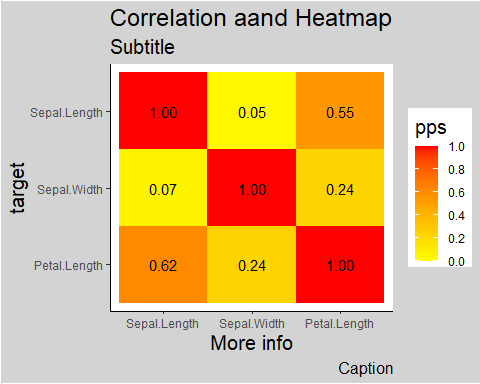 Correlation aand Heatmap
Subtitle
target
Sepal.Length
1.00
0.05
0.55
Sepal.Width
0.07
1.00
0.24
Petal.Length
0.62
0.24
1.00
Sepal.Length
Sepal.Width
Petal.Length
More info
pps
1.0
0.8
0.6
0.4
0.2
0.0
Caption